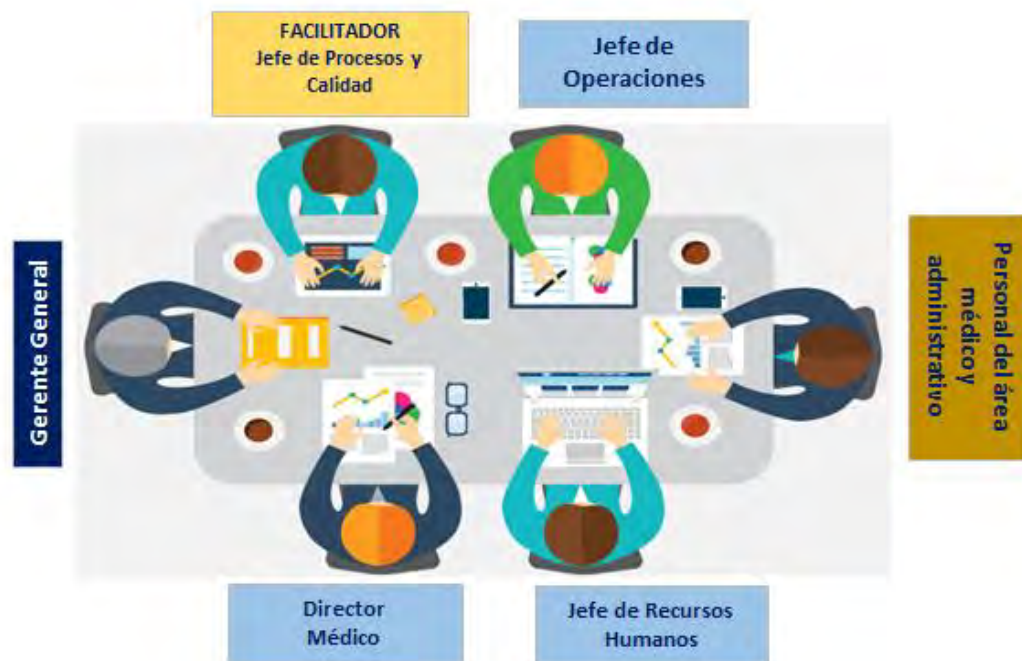 FACILITADOR
Jefe de Procesos y
Calidad
Jefe de
Operaciones
Gerente General
Personal del área
médico y
administrativo
Director
Médico
Jefe de Recursos
Humanos